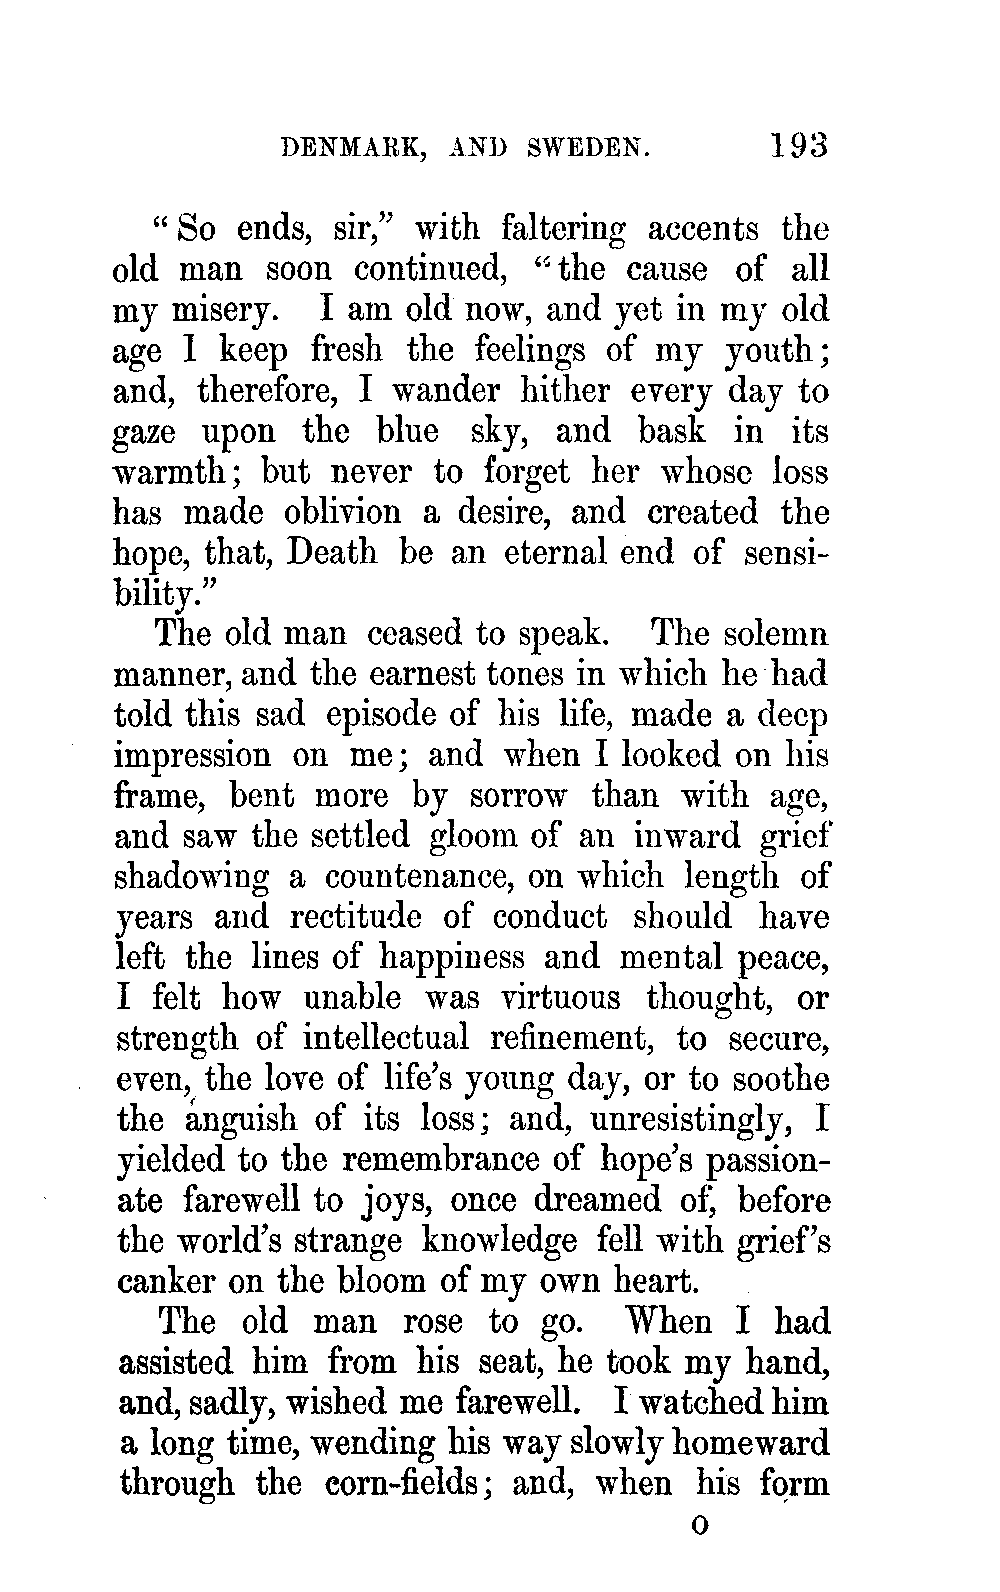 DENMARK, AND SWEDEN. 193
“So ends, sir,” with faltering accents the
old man soon continued, “the cause of all
my misery. I am old now, and yet in my old
age I keep fresh the feelings of my youth;
and, therefore, I wander hither every day to
gaze upon the blue sky, and bask in its
warmth; but never to forget her whose loss
has made oblivion a desire, and created the
hope, that, Death be an eternal end of sensi-
bility.”
The old man ceased to speak. The solemn
manner, and the earnest tones in which he had
told this sad episode of his life, made a deep
impression on me; and when I looked on his
frame, bent more by sorrow than with age,
and saw the settled gloom of an inward grief
shadowing a countenance, on which length of
years and rectitude of conduct should have
left the lines of happiness and mental peace,
I felt how unable was virtuous thought, or
strength of intellectual refinement, to secure,
even, the love of life’s young day, or to soothe
the anguish of its loss; and, unresistingly, I
yielded to the remembrance of hope’s passion-
ate farewell to joys, once dreamed of, before
the world’s strange knowledge fell with grief’s
canker on the bloom of my own heart.
The old man rose to go. When I had
assisted him from his seat, he took my hand,
and, sadly, wished me farewell. I watched him
a long time, wending his way slowly homeward
through the corn-fields; and, when his form
O